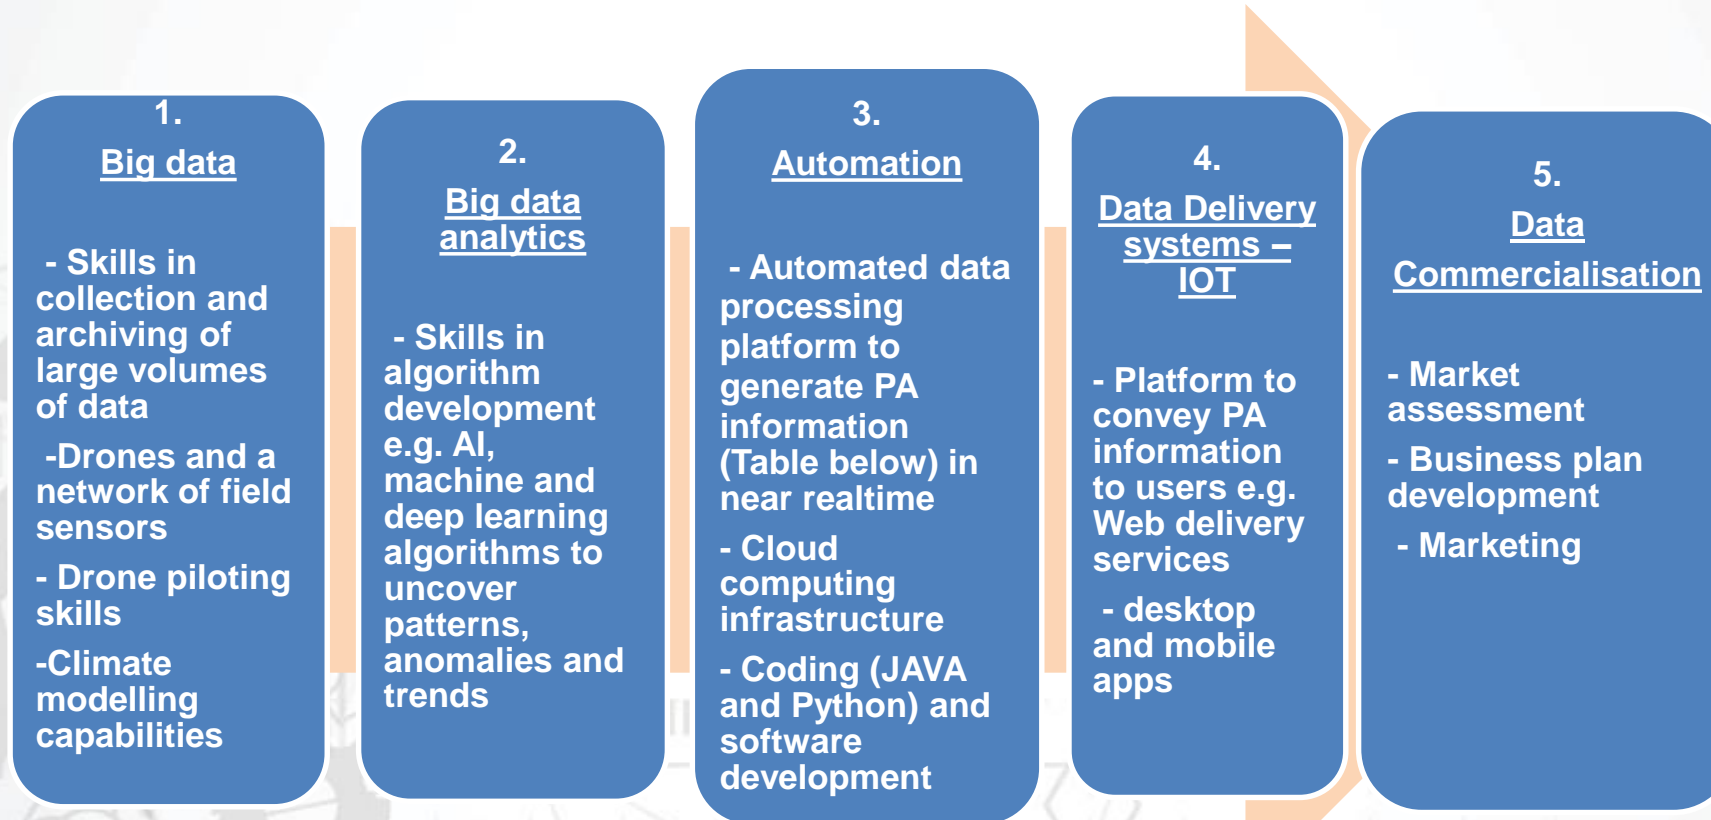 1.
Big data
- Skills in
collection and
archiving of
large volumes
of data
-Drones and a
network of field
sensors
- Drone piloting
skills
-Climate
modelling
capabilities
2.
Big data
analytics
- Skills in
algorithm
development
e.g. AI,
machine and
deep learning
algorithms to
uncover
patterns,
anomalies and
trends
3.
Automation
- Automated data
processing
platform to
generate PA
information
(Table below) in
near realtime
- Cloud
computing
infrastructure
- Coding (JAVA
and Python) and
software
development
4.
Data Delivery
systems –
IOT
- Platform to
convey PA
information
to users e.g.
Web delivery
services
- desktop
and mobile
apps
5.
Data
Commercialisation
- Market
assessment
- Business plan
development
- Marketing